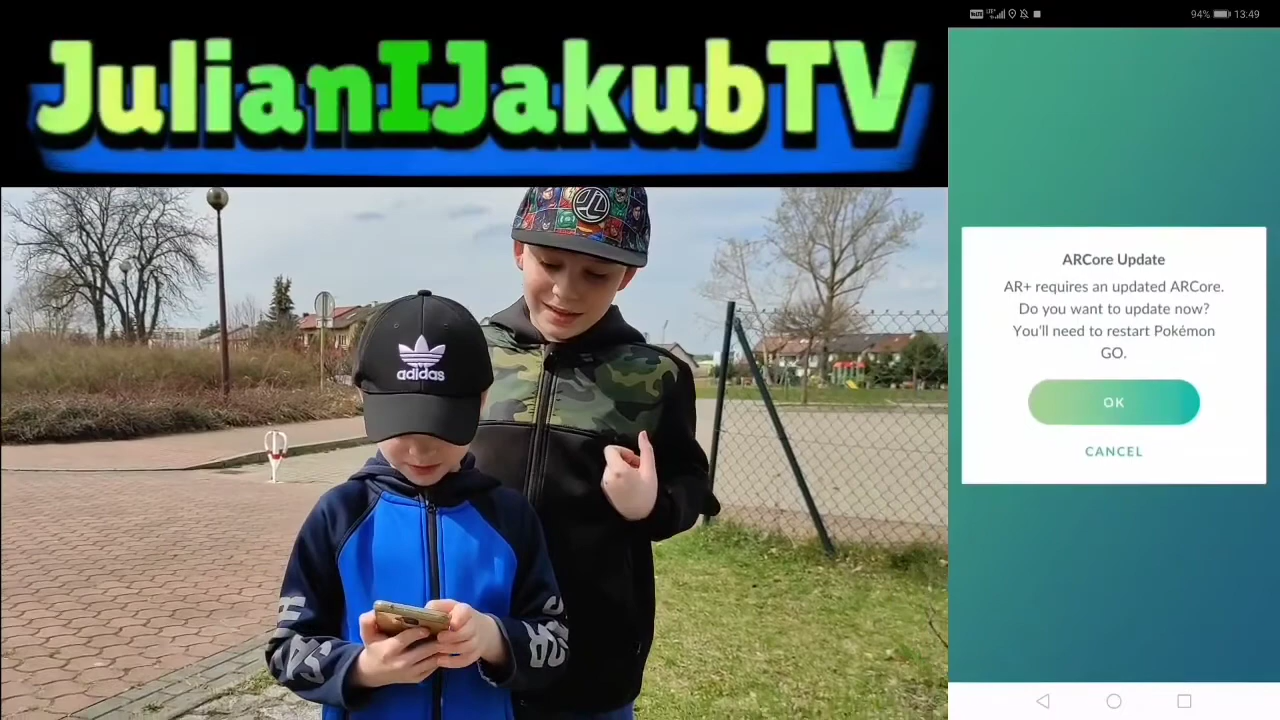 JulianIJakubTV
94% 13:49
adidas
ARCore Update
AR+ requires an updated ARCore.
Do you want to update now?
You'll need to restart Pokémon
GO.
OK
CANCEL